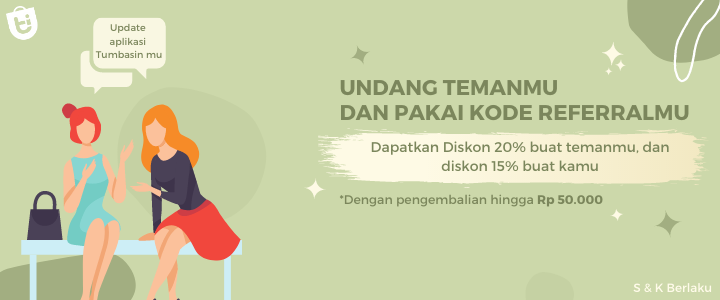 Update
aplikasi
Tumbasin mu
UNDANG TEMANMU
DAN PAKAI KODE REFERRALMU
Dapatkan Diskon 20% buat temanmu, dan
diskon 15% buat kamu
*Dengan pengembalian hingga Rp 50.000
S & K Berlaku